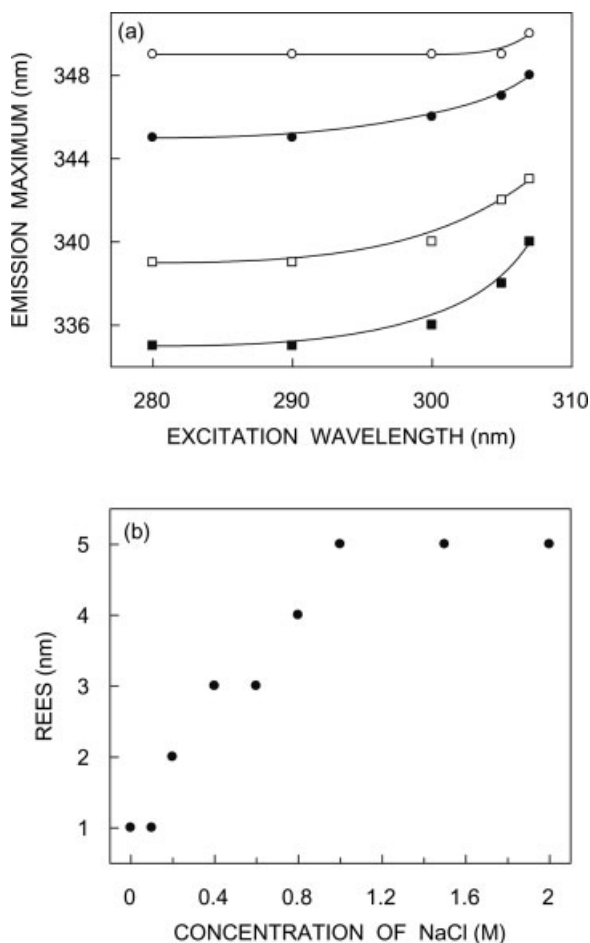 (a)
EMISSION MAXIMUM (nm)
348
344
340
336
280 290 300 310
EXCITATION WAVELENGTH (nm)
(b)
REES (nm)
5
4
3
2
1
0 0.4 0.8 1.2 1.6 2
CONCENTRATION OF NaCl (M)